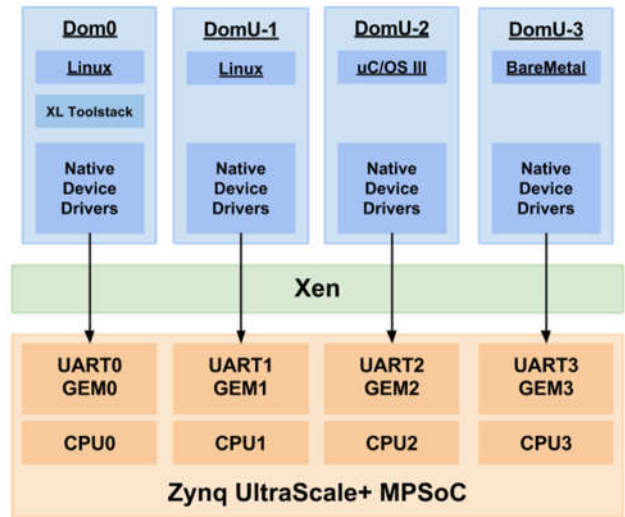 Dom0
Linux
XL Toolstack
Native
Device
Drivers
DomU-1
Linux
Native
Device
Drivers
DomU-2
uC/OS III
Native
Device
Drivers
DomU-3
BareMetal
Native
Device
Drivers
Xen
UART0
GEM0
CPU0
UART1
GEM1
CPU1
UART2
GEM2
CPU2
UART3
GEM3
CPU3
Zynq UltraScale+ MPSoC